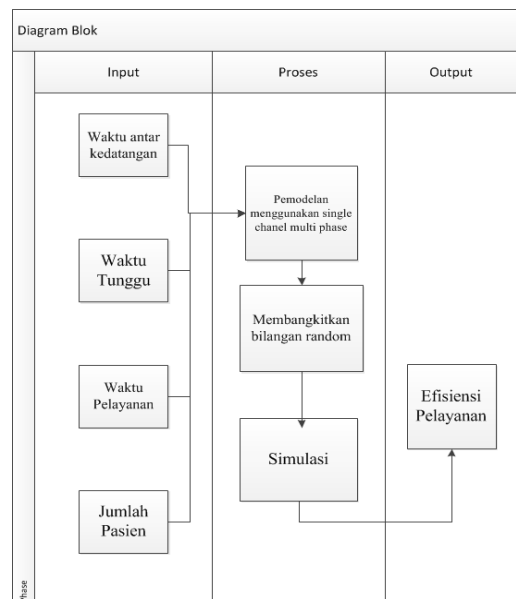 Diagram Blok
Input
Proses
Output
Waktu antar
kedatangan
Waktu
Tunggu
Waktu
Pelayanan
Jumlah
Pasien
Pemodelan
menggunakan single
chanel multi phase
Membangkitkan
bilangan random
Simulasi
Efisiensi
Pelayanan
Phase